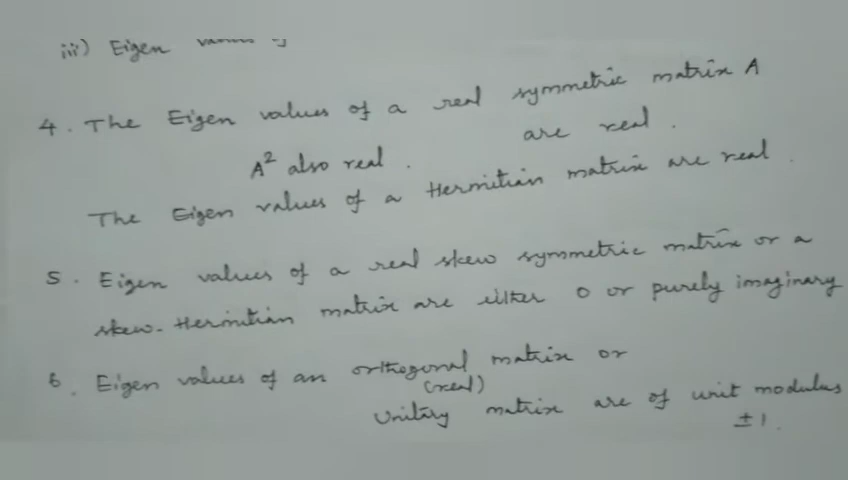 iii) Eigen
4. The Eigen values of a real symmetric matrix A
are real.
A² also real.
The Eigen values of a Hermitian matrix are real.
5. Eigen values of a real skew symmetric matrix or a
skew-Hermitian matrix are either 0 or purely imaginary
6. Eigen values of an orthogonal matrix or
(real)
Unitary matrix are of unit modulus
±1.